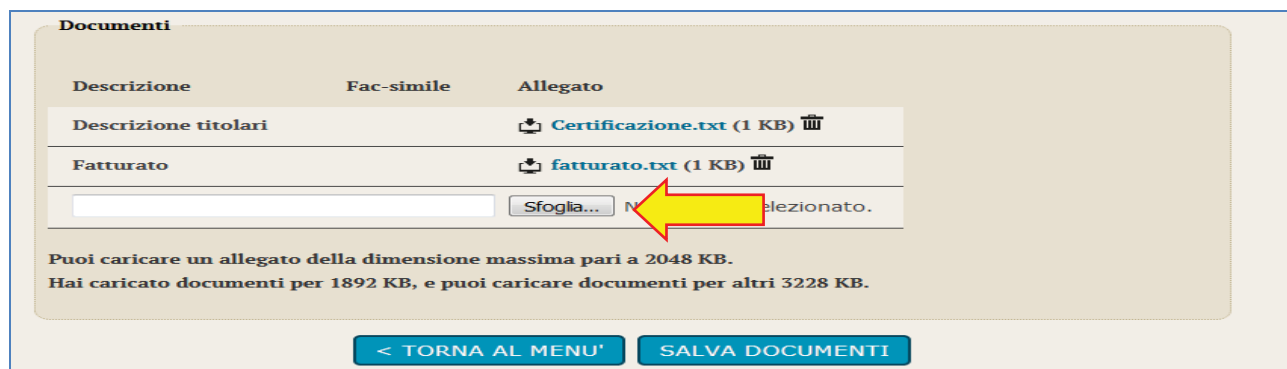 Documenti
Descrizione Fac-simile Allegato
Descrizione titolari Certificazione.txt (1 KB)
Fatturato fatturato.txt (1 KB)
Sfoglia...
Puoi caricare un allegato della dimensione massima pari a 2048 KB.
Hai caricato documenti per 1892 KB, e puoi caricare documenti per altri 3228 KB.
< TORNA AL MENU' SALVA DOCUMENTI